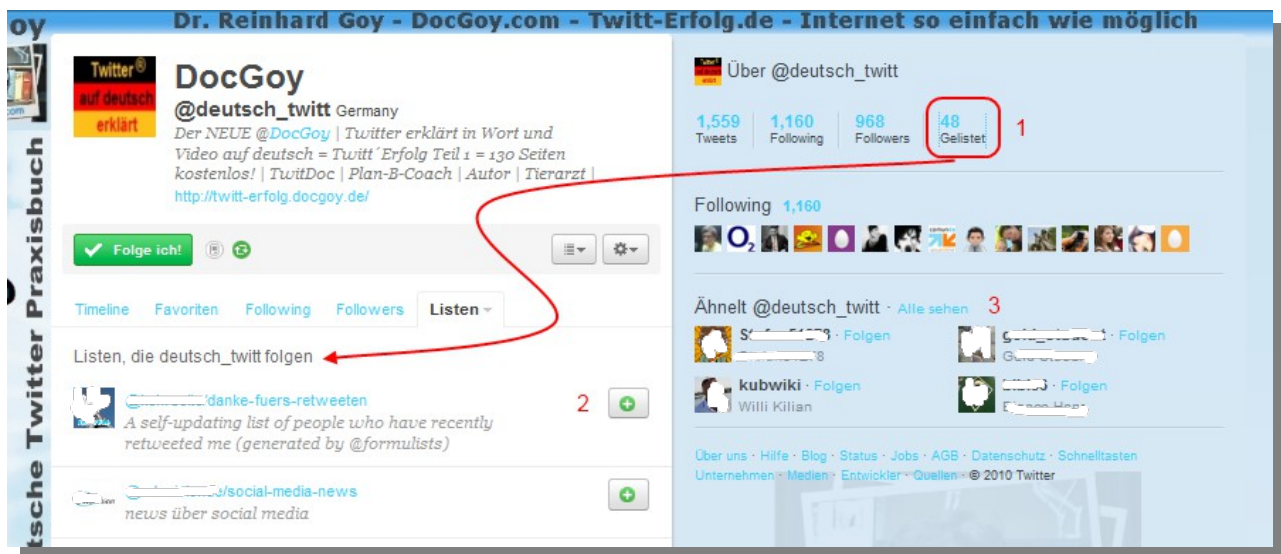 Dr. Reinhard Goy - DocGoy.com - Twitt-Erfolg.de - Internet so einfach wie möglich
oy
.com
tsche Twitter Praxisbuch
Twitter®
auf deutsch
erklärt
DocGoy
@deutsch_twitt Germany
Der NEUE @DocGoy | Twitter erklärt in Wort und
Video auf deutsch = Twitt´Erfolg Teil 1 = 130 Seiten
kostenlos! | TwitDoc | Plan-B-Coach | Autor | Tierarzt |
http://twitt-erfolg.docgoy.de/
Folge ich!
Timeline Favoriten Following Followers Listen
Listen, die deutsch_twitt folgen
/danke-fuers-retweeten
2
A self-updating list of people who have recently
retweeted me (generated by @formulists)
/social-media-news
news über social media
Über @deutsch_twitt
1,559 1,160 968 48
Tweets Following Followers Gelistet
1
Following 1,160
O2
Ähnelt @deutsch_twitt · Alle sehen 3
· Folgen · Folgen
kubwiki · Folgen · Folgen
Willi Kilian
Über uns · Hilfe · Blog · Status · Jobs · AGB · Datenschutz · Schnelltasten
Unternehmen · Medien · Entwickler · Quellen · © 2010 Twitter